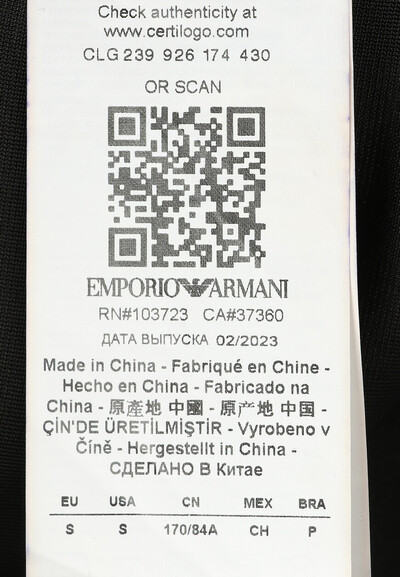 Check authenticity at
www.certilogo.com
CLG 239 926 174 430
OR SCAN
EMPORIO ARMANI
RN#103723 CA#37360
ДАТА ВЫПУСКА 02/2023
Made in China - Fabriqué en Chine -
Hecho en China - Fabricado na
China - 原產地 中國 - 原产地 中国 -
ÇİN'DE ÜRETİLMİŞTİR - Vyrobeno v
Číně - Hergestellt in China -
СДЕЛАНО В Китае
EU USA CN MEX BRA
S S 170/84A CH P